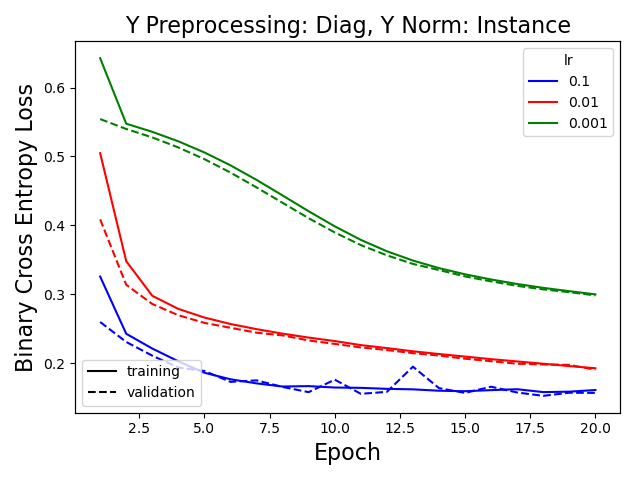 Y Preprocessing: Diag, Y Norm: Instance
Binary Cross Entropy Loss
0.6
0.5
0.4
0.3
0.2
lr
0.1
0.01
0.001
training
validation
2.5 5.0 7.5 10.0 12.5 15.0 17.5 20.0
Epoch